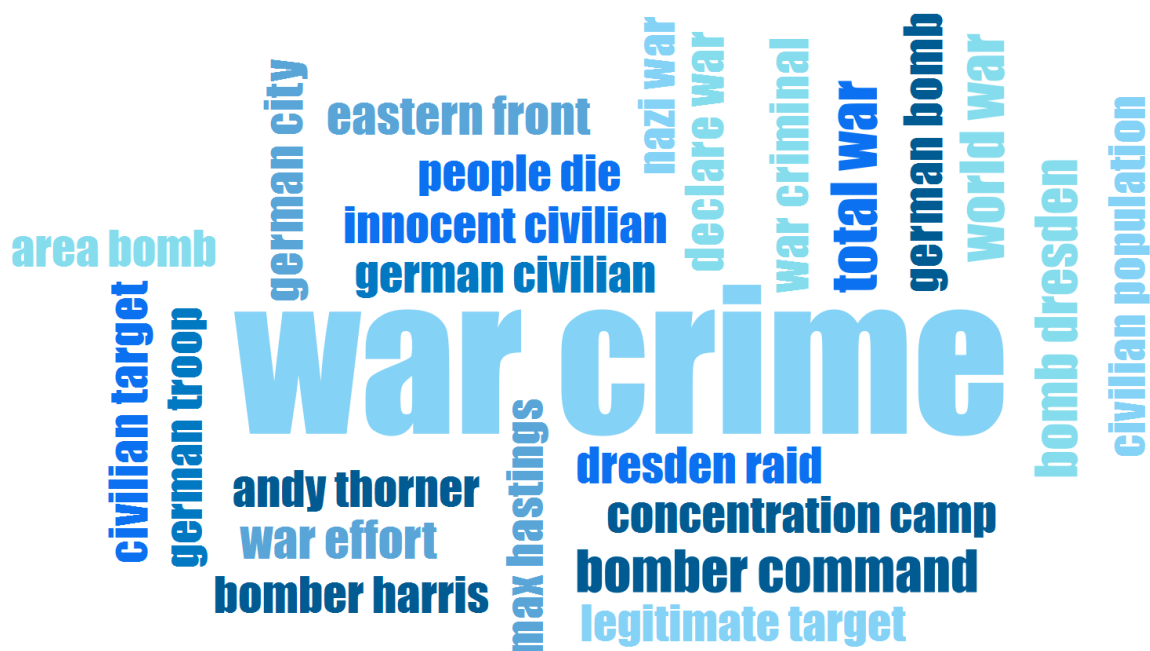 german city
eastern front
nazi war
declare war
war criminal
total war
german bomb
world war
people die
innocent civilian
german civilian
area bomb
bomb dresden
civilian population
civilian target
german troop
war crime
max hastings
dresden raid
andy thorner
concentration camp
war effort
bomber command
bomber harris
legitimate target